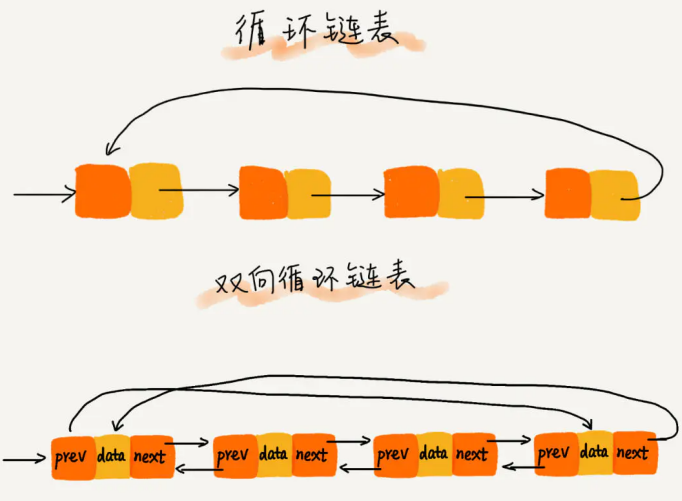 循环链表
双向循环链表
prev data next prev data next prev data next prev data next